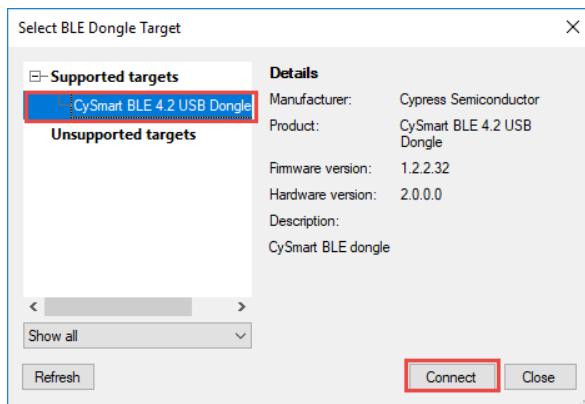 Select BLE Dongle Target
Supported targets
CySmart BLE 4.2 USB Dongle
Unsupported targets
Show all
Refresh
Details
Manufacturer: Cypress Semiconductor
Product: CySmart BLE 4.2 USB
Dongle
Firmware version: 1.2.2.32
Hardware version: 2.0.0.0
Description:
CySmart BLE dongle
Connect
Close